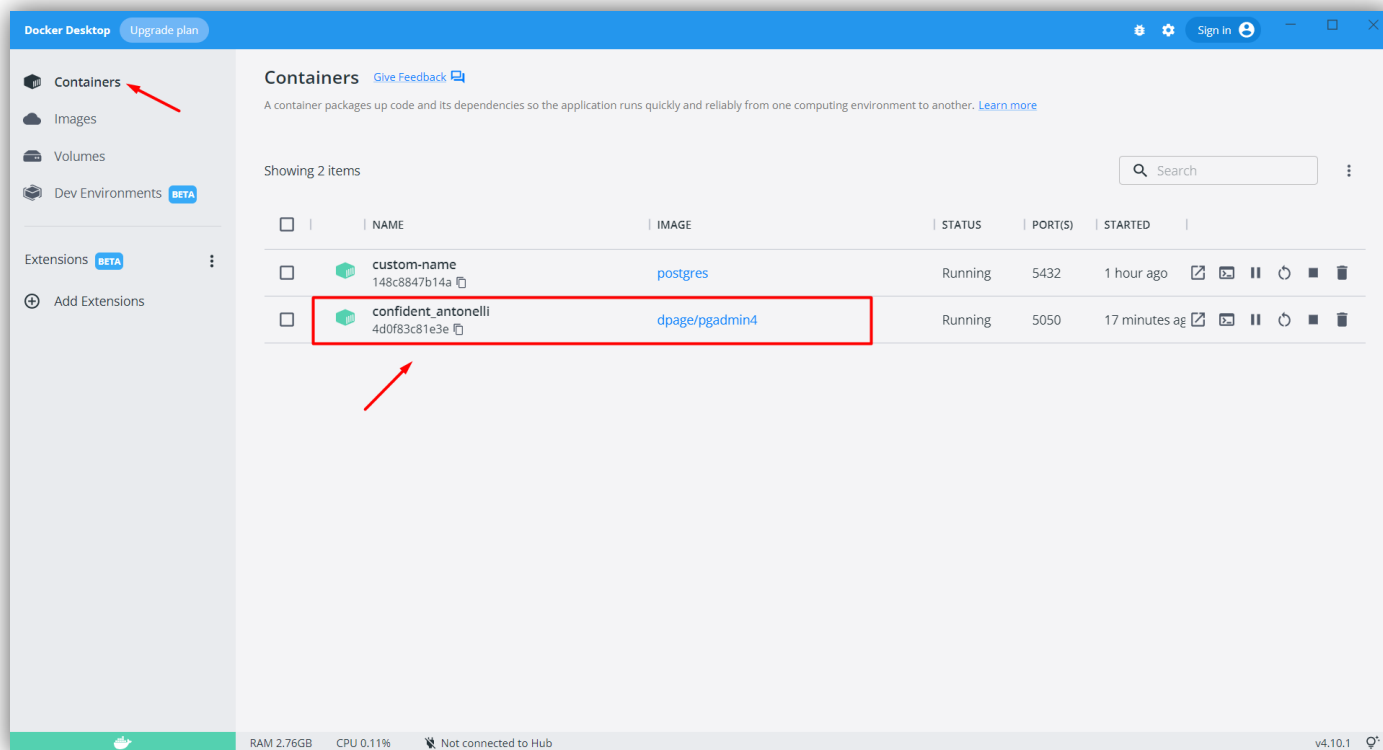 Docker Desktop Upgrade plan Sign in
Containers
Images
Volumes
Dev Environments BETA
Extensions BETA
Add Extensions
Containers Give Feedback
A container packages up code and its dependencies so the application runs quickly and reliably from one computing environment to another. Learn more
Showing 2 items Search
NAME IMAGE STATUS PORT(S) STARTED
custom-name
148c8847b14a postgres Running 5432 1 hour ago
confident_antonelli
4d0f83c81e3e dpage/pgadmin4 Running 5050 17 minutes ag
RAM 2.76GB CPU 0.11% Not connected to Hub v4.10.1